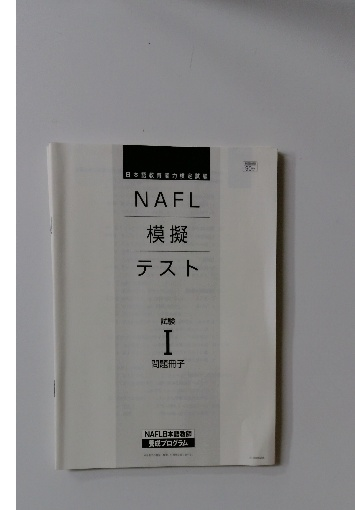 日本語教育能力検定試験
NAFL
模擬
テスト
試験
I
問題冊子
NAFL日本語教師
養成プログラム